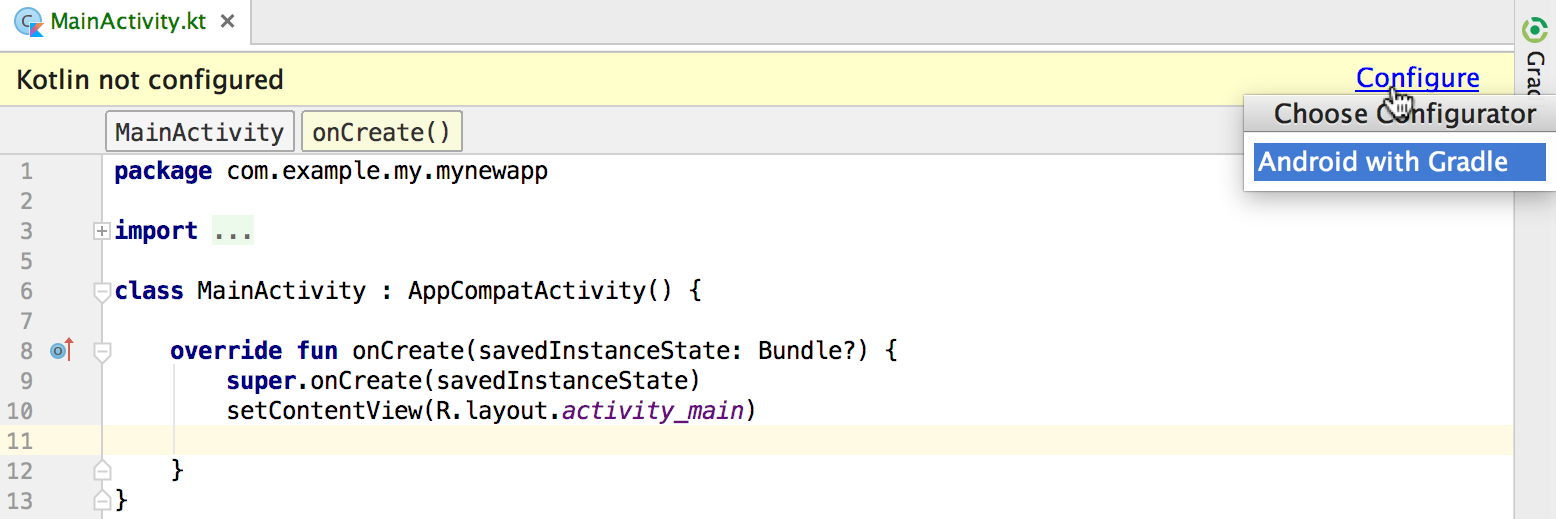 MainActivity.kt
Kotlin not configured Configure
Choose Configurator
Android with Gradle
MainActivity onCreate()
1 package com.example.my.mynewapp
2
3 import ...
5
6 class MainActivity : AppCompatActivity() {
7
8 override fun onCreate(savedInstanceState: Bundle?) {
9 super.onCreate(savedInstanceState)
10 setContentView(R.layout.activity_main)
11
12 }
13 }